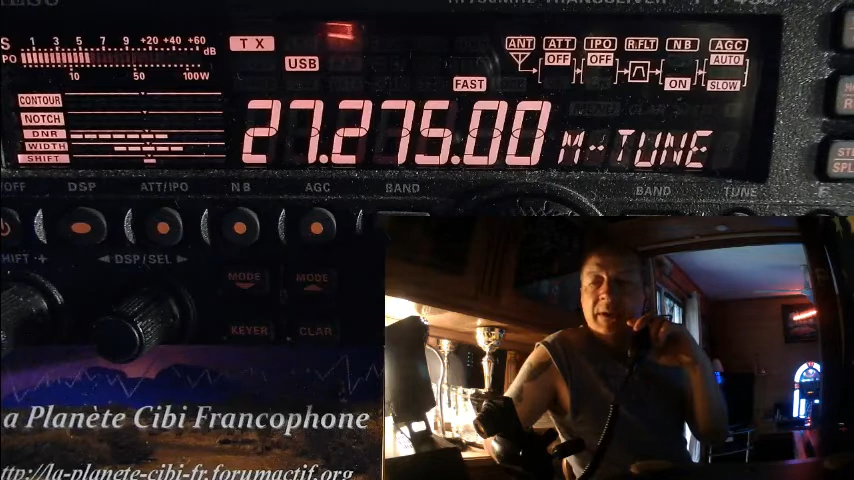 S 1 3 5 7 9 +20 +40 +60 dB
PO 10 50 100W
TX
USB
FAST
ANT ATT IPO R.FLT NB AGC
OFF OFF AUTO
ON SLOW
CONTOUR
NOTCH
DNR
WIDTH
SHIFT
27.275.00 M-TUNE
/OFF DSP ATT/IPO NB AGC BAND BAND TUNE
SHIFT + ◄ DSP/SEL ►
MODE MODE
KEYER CLAR
a Planète Cibi Francophone
ttp://la-planete-cibi-fr.forumactif.org